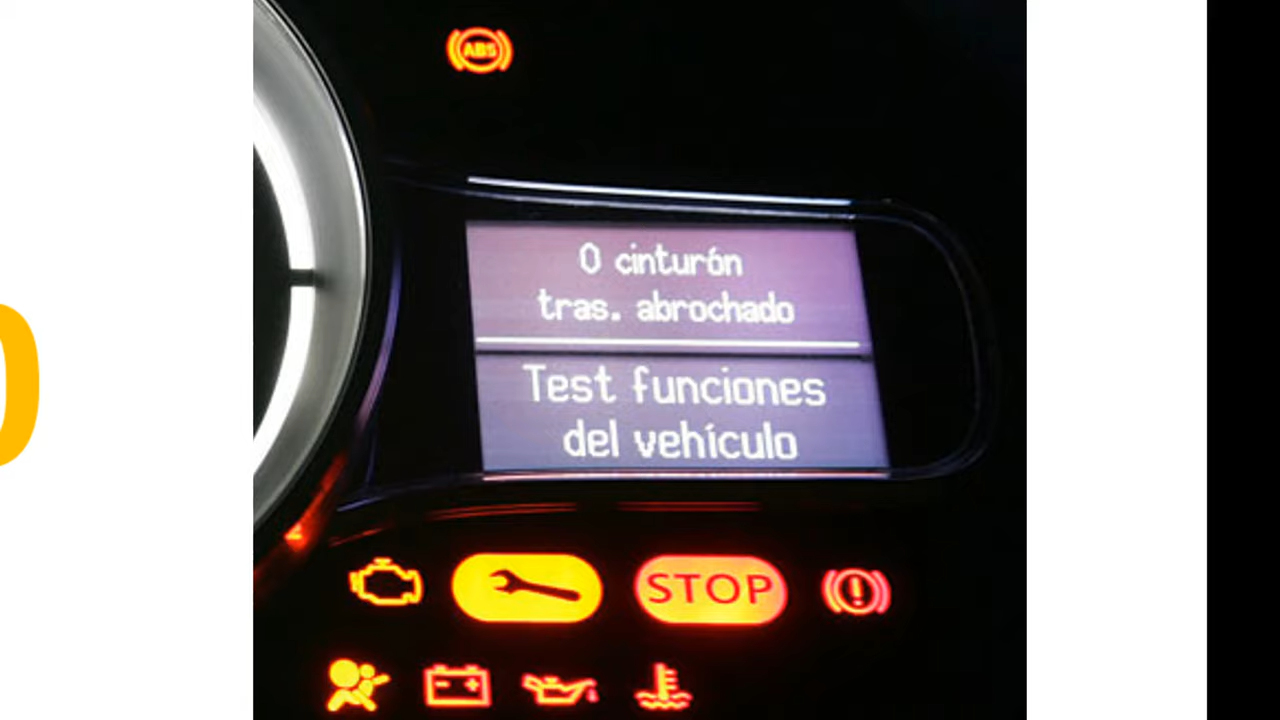 ABS
0 cinturón
tras. abrochado
Test funciones
del vehículo
STOP